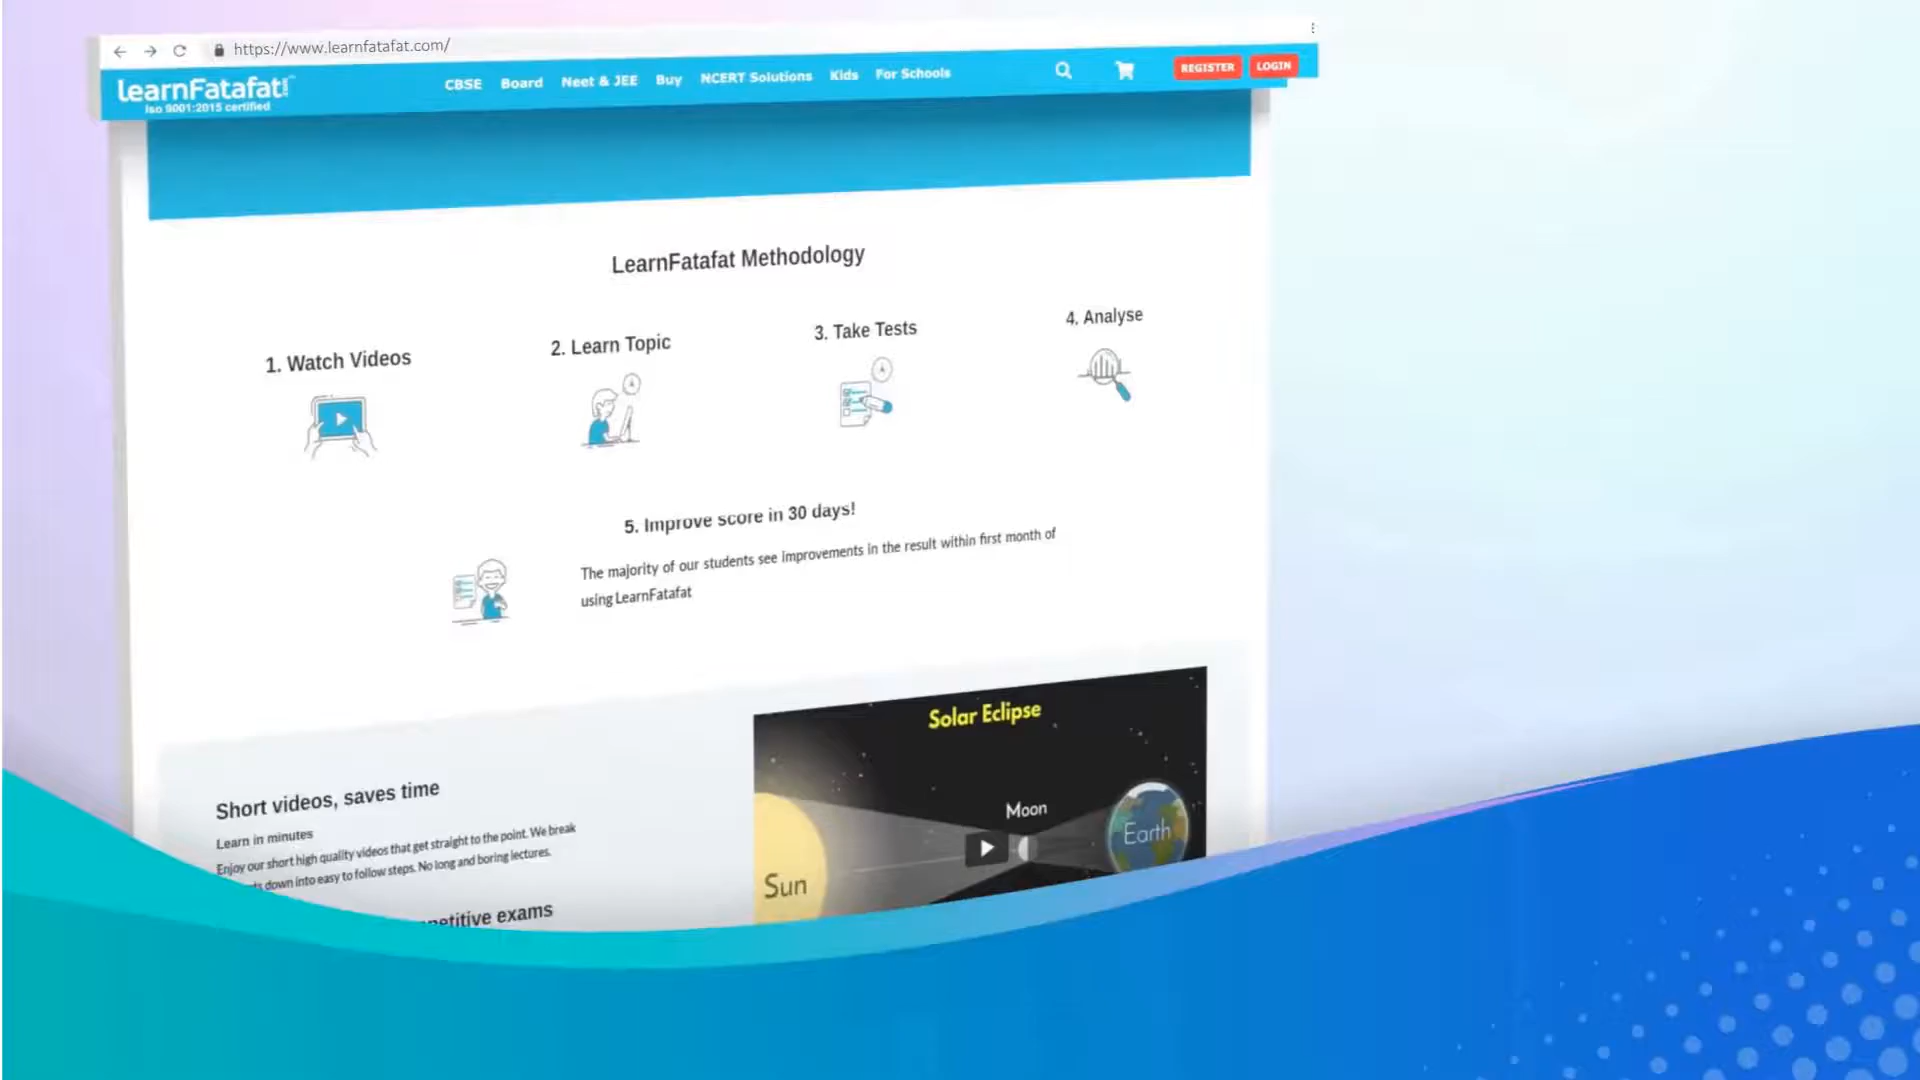 https://www.learnfatafat.com/
learnFatafat!.com
Iso 9001:2015 certified
CBSE Board Neet & JEE Buy NCERT Solutions Kids For Schools
REGISTER LOGIN
LearnFatafat Methodology
1. Watch Videos
2. Learn Topic
3. Take Tests
4. Analyse
5. Improve score in 30 days!
The majority of our students see improvements in the result within first month of
using LearnFatafat
Short videos, saves time
Learn in minutes
Enjoy our short high quality videos that get straight to the point. We break
down into easy to follow steps. No long and boring lectures.
exams
Solar Eclipse
Moon
Earth
Sun